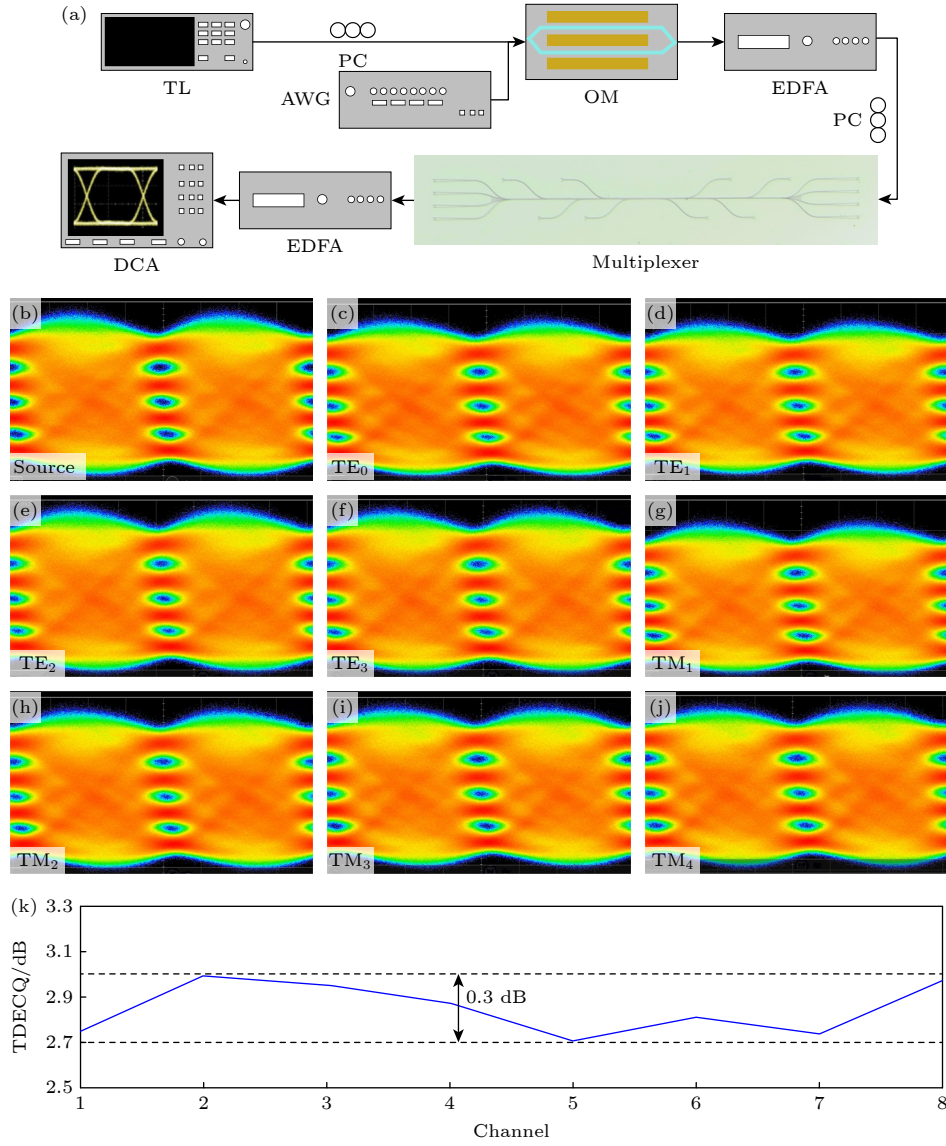 (a)
TL
PC
AWG
OM
EDFA
PC
DCA
EDFA
Multiplexer
(b)
Source
(c)
TE₀
(d)
TE₁
(e)
TE₂
(f)
TE₃
(g)
TM₁
(h)
TM₂
(i)
TM₃
(j)
TM₄
(k)
TDECQ/dB
3.3
3.1
2.9
2.7
2.5
0.3 dB
1 2 3 4 5 6 7 8
Channel